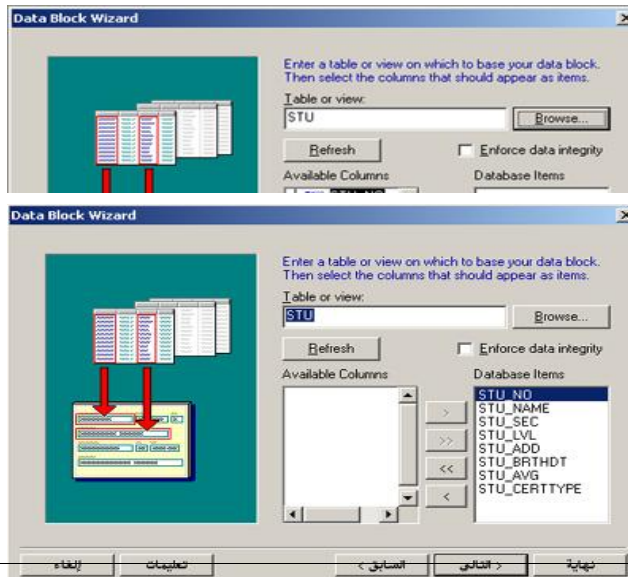 Data Block Wizard
Enter a table or view on which to base your data block.
Then select the columns that should appear as items.
Table or view:
STU
Browse...
Refresh
Enforce data integrity
Available Columns
Database Items
STU_NO
Data Block Wizard
Enter a table or view on which to base your data block.
Then select the columns that should appear as items.
Table or view:
STU
Browse...
Refresh
Enforce data integrity
Available Columns
Database Items
>
>>
<<
<
STU_NO
STU_NAME
STU_SEC
STU_LVL
STU_ADD
STU_BRTHDT
STU_AVG
STU_CERTTYPE
إلغاء
تعليمات
السابق >
< التالي
نهاية